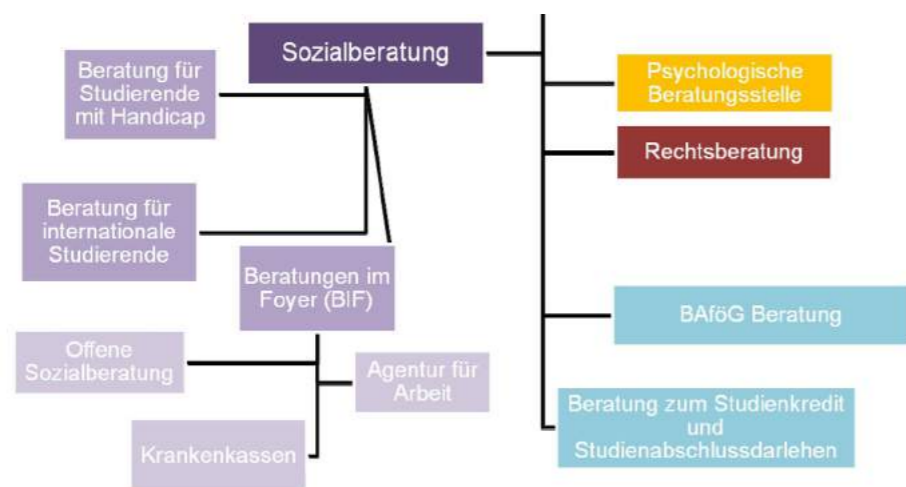 Sozialberatung
Beratung für
Studierende
mit Handicap
Psychologische
Beratungsstelle
Rechtsberatung
Beratung für
internationale
Studierende
Beratungen im
Foyer (BIF)
BAföG Beratung
Offene
Sozialberatung
Agentur für
Arbeit
Krankenkassen
Beratung zum Studienkredit
und
Studienabschlussdarlehen